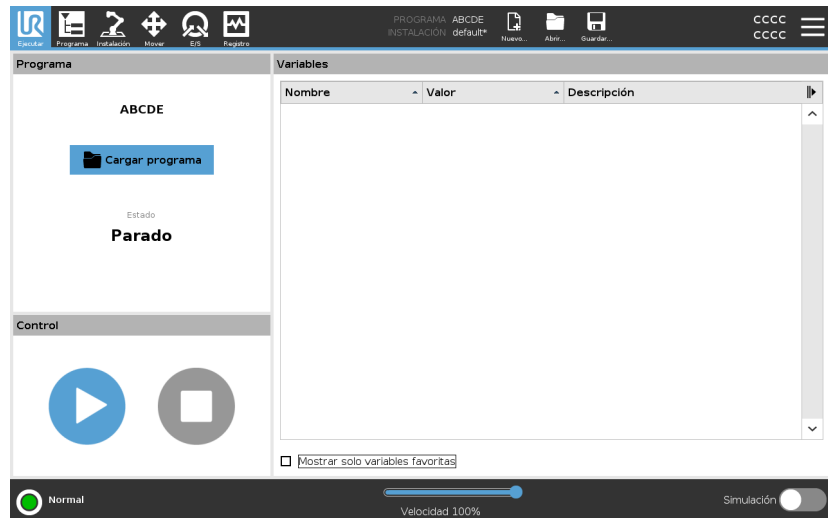 UR
Ejecutar Programa Instalación Mover E/S Registro
PROGRAMA ABCDE
INSTALACIÓN default*
Nuevo... Abrir... Guardar...
CCCC
CCCC
Programa
ABCDE
Cargar programa
Estado
Parado
Control
Variables
Nombre Valor Descripción
Mostrar solo variables favoritas
Normal
Velocidad 100%
Simulación